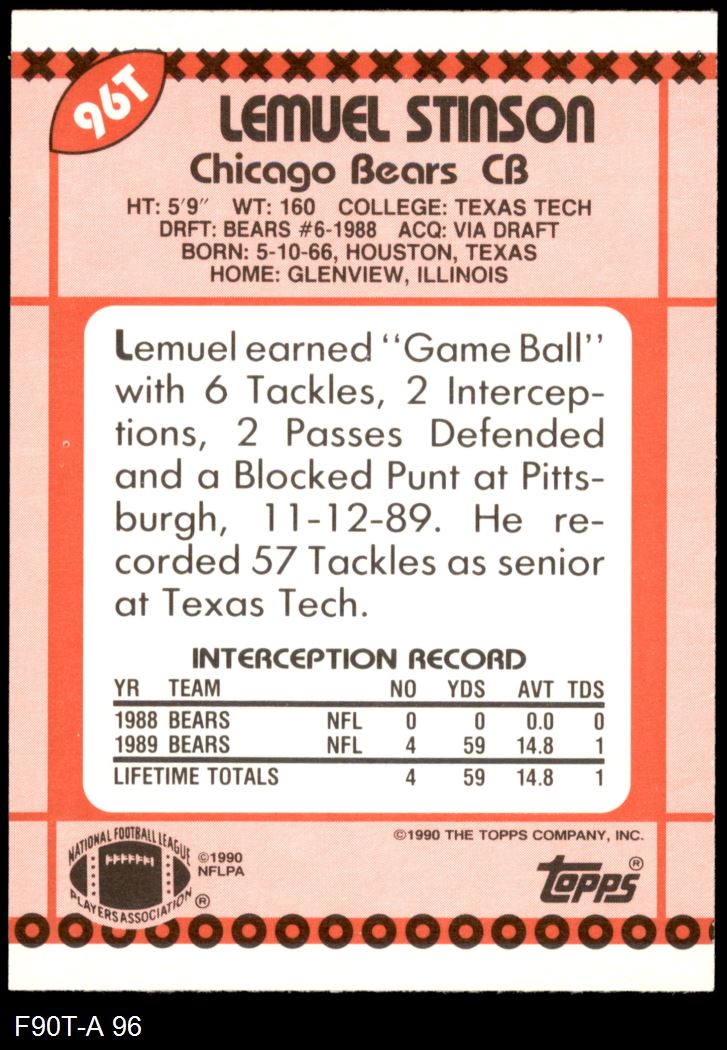 96T
LEMUEL STINSON
Chicago Bears CB
HT: 5'9" WT: 160 COLLEGE: TEXAS TECH
DRFT: BEARS #6-1988 ACQ: VIA DRAFT
BORN: 5-10-66, HOUSTON, TEXAS
HOME: GLENVIEW, ILLINOIS
Lemuel earned "Game Ball"
with 6 Tackles, 2 Intercep-
tions, 2 Passes Defended
and a Blocked Punt at Pitts-
burgh, 11-12-89. He re-
corded 57 Tackles as senior
at Texas Tech.
INTERCEPTION RECORD
YR TEAM NO YDS AVT TDS
1988 BEARS NFL 0 0 0.0 0
1989 BEARS NFL 4 59 14.8 1
LIFETIME TOTALS 4 59 14.8 1
NATIONAL FOOTBALL LEAGUE
PLAYERS ASSOCIATION ®
©1990
NFLPA
©1990 THE TOPPS COMPANY, INC.
topps®
F90T-A 96